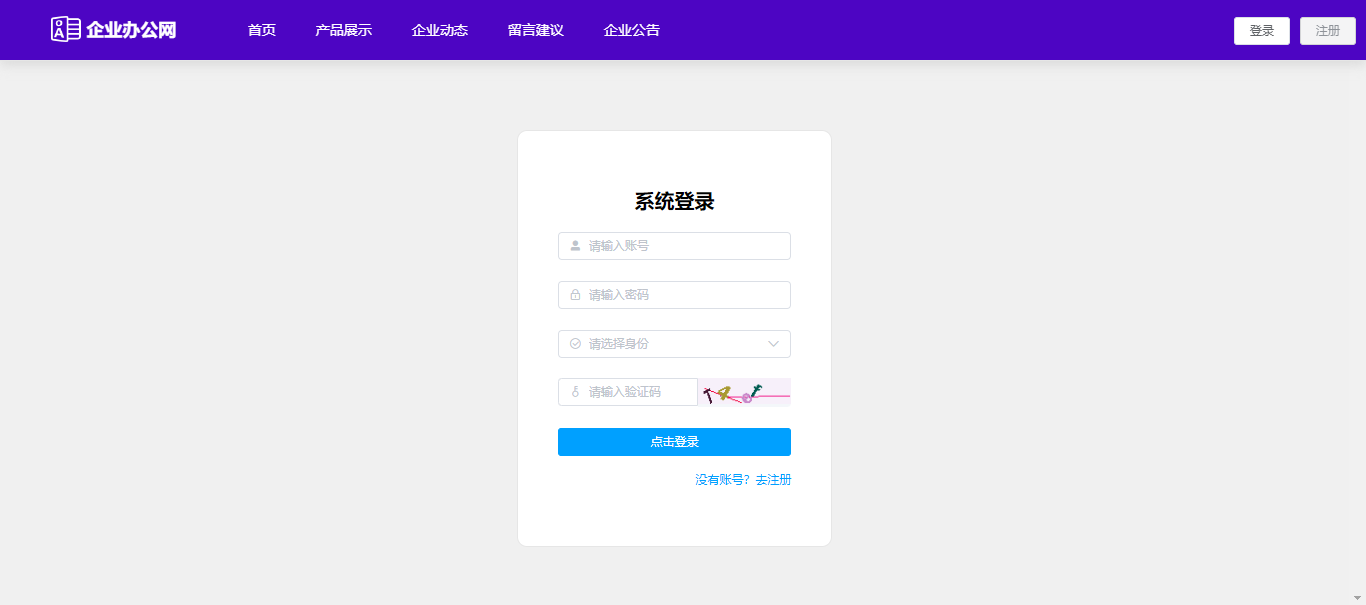 企业办公网
首页 产品展示 企业动态 留言建议 企业公告
登录 注册
系统登录
请输入账号
请输入密码
请选择身份
请输入验证码
点击登录
没有账号? 去注册